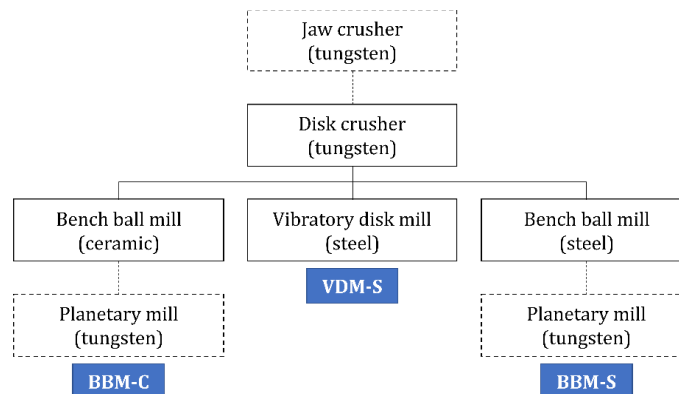 Jaw crusher
(tungsten)
Disk crusher
(tungsten)
Bench ball mill
(ceramic)
Vibratory disk mill
(steel)
Bench ball mill
(steel)
VDM-S
Planetary mill
(tungsten)
Planetary mill
(tungsten)
BBM-C
BBM-S